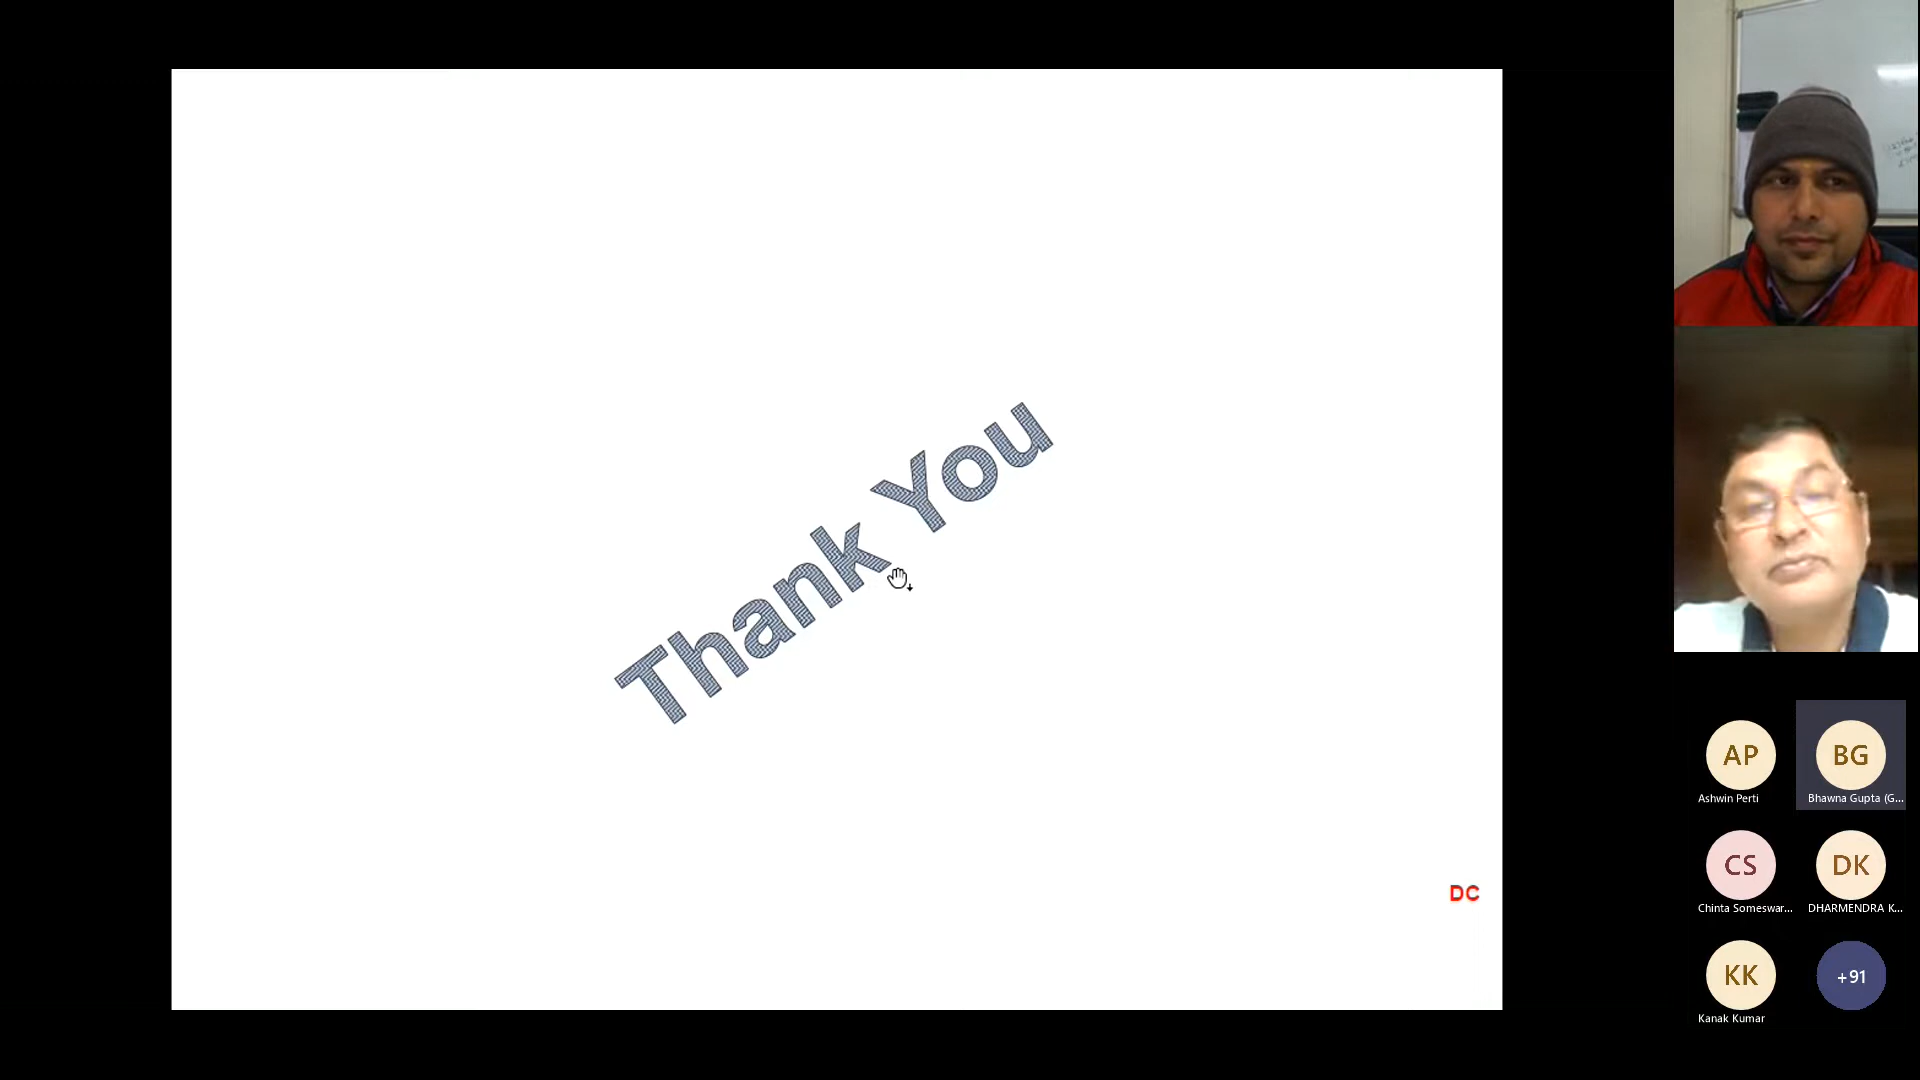 Thank You
DC
AP
Ashwin Perti
BG
Bhawna Gupta (G...
CS
Chinta Someswar...
DK
DHARMENDRA K...
KK
Kanak Kumar
+91